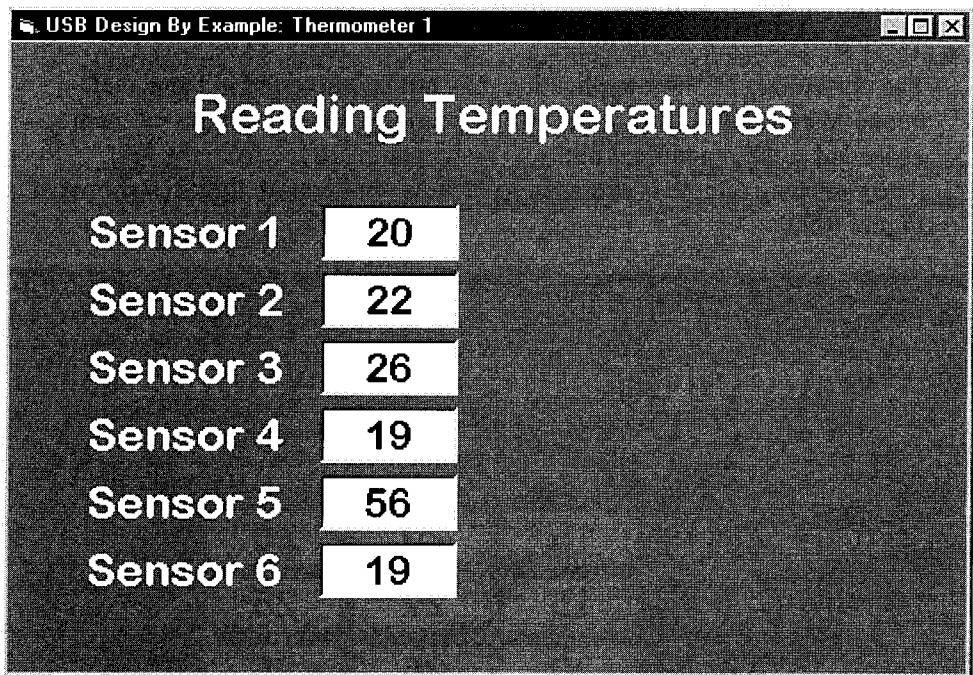 USB Design By Example: Thermometer 1
Reading Temperatures
Sensor 1 20
Sensor 2 22
Sensor 3 26
Sensor 4 19
Sensor 5 56
Sensor 6 19